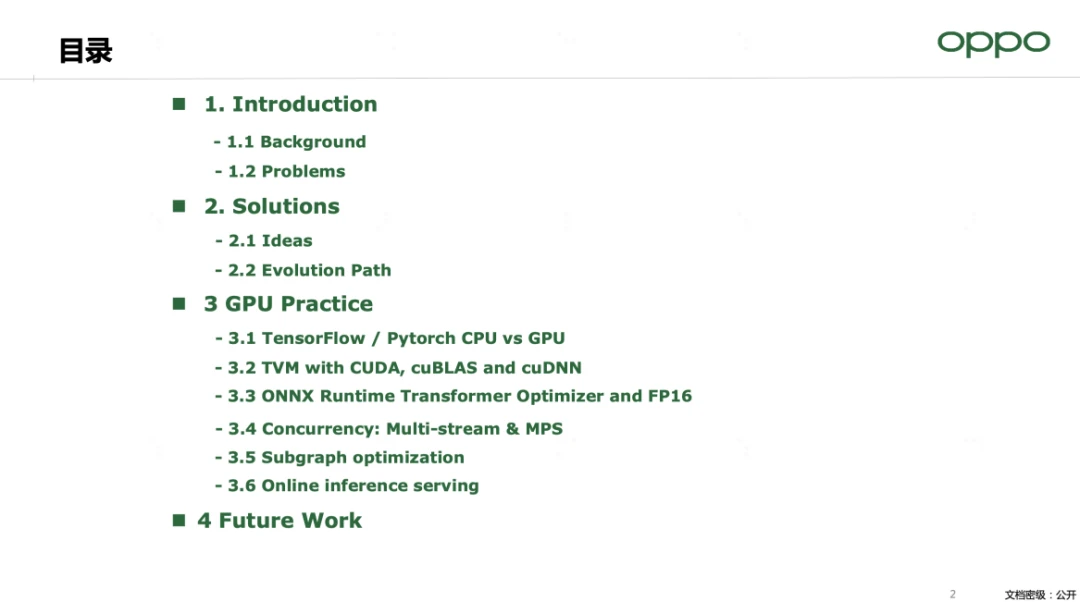 目录
oppo
■ 1. Introduction
- 1.1 Background
- 1.2 Problems
■ 2. Solutions
- 2.1 Ideas
- 2.2 Evolution Path
■ 3 GPU Practice
- 3.1 TensorFlow / Pytorch CPU vs GPU
- 3.2 TVM with CUDA, cuBLAS and cuDNN
- 3.3 ONNX Runtime Transformer Optimizer and FP16
- 3.4 Concurrency: Multi-stream & MPS
- 3.5 Subgraph optimization
- 3.6 Online inference serving
■ 4 Future Work
2
文档密级：公开